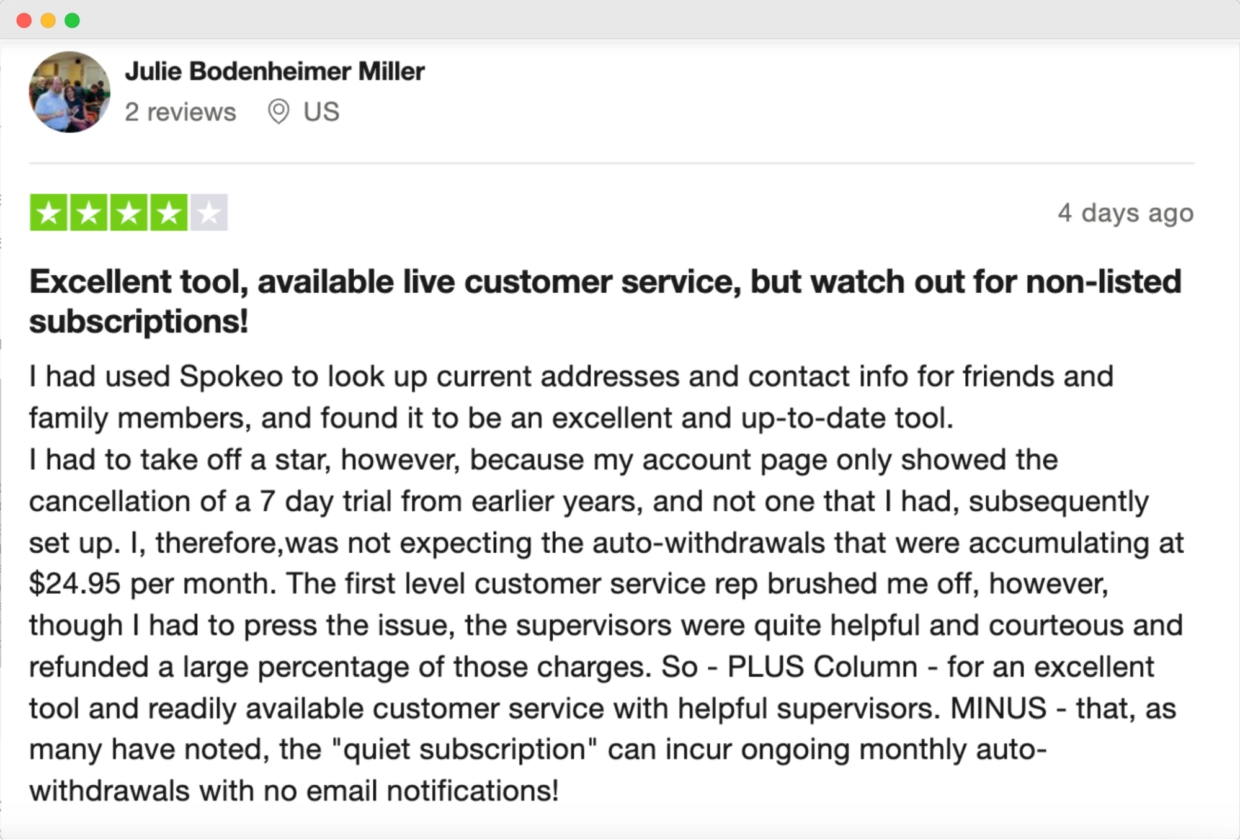 Julie Bodenheimer Miller
2 reviews US
4 days ago
Excellent tool, available live customer service, but watch out for non-listed
subscriptions!
I had used Spokeo to look up current addresses and contact info for friends and
family members, and found it to be an excellent and up-to-date tool.
I had to take off a star, however, because my account page only showed the
cancellation of a 7 day trial from earlier years, and not one that I had, subsequently
set up. I, therefore,was not expecting the auto-withdrawals that were accumulating at
$24.95 per month. The first level customer service rep brushed me off, however,
though I had to press the issue, the supervisors were quite helpful and courteous and
refunded a large percentage of those charges. So - PLUS Column - for an excellent
tool and readily available customer service with helpful supervisors. MINUS - that, as
many have noted, the "quiet subscription" can incur ongoing monthly auto-
withdrawals with no email notifications!